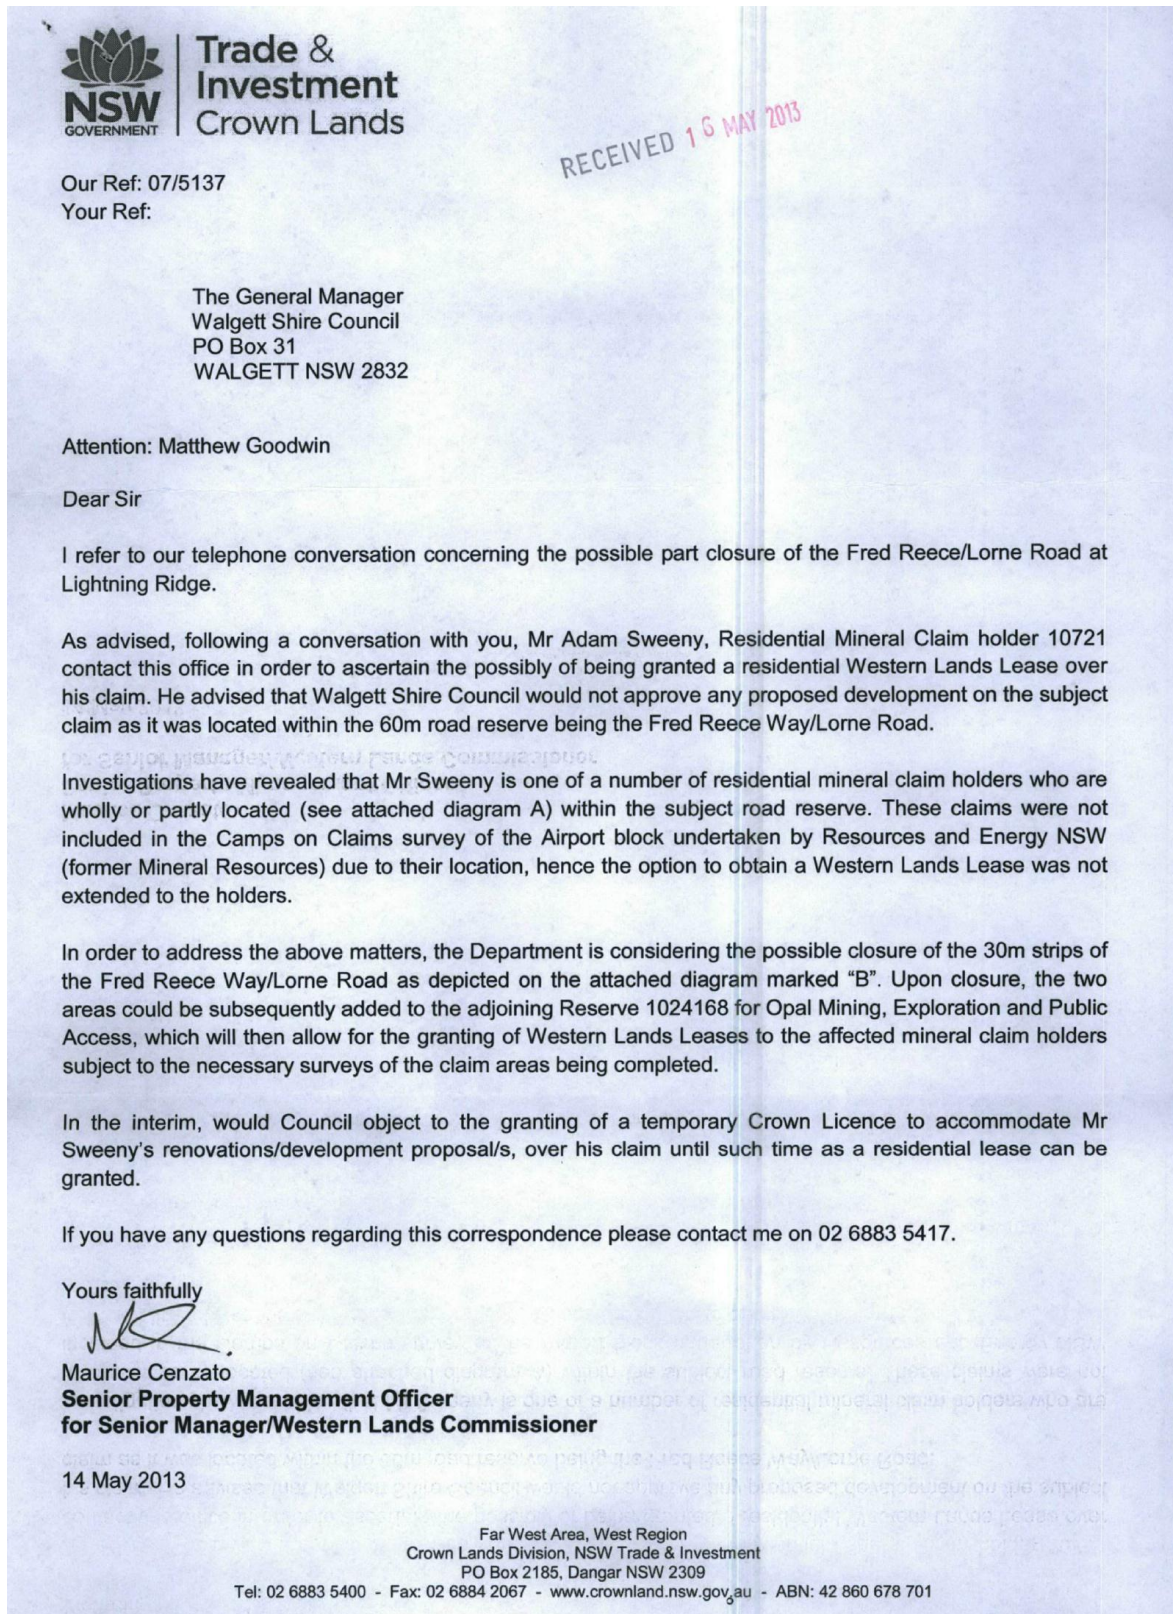 Trade &
Investment
Crown Lands
NSW
GOVERNMENT
RECEIVED 16 MAY 2013
Our Ref: 07/5137
Your Ref:
The General Manager
Walgett Shire Council
PO Box 31
WALGETT NSW 2832
Attention: Matthew Goodwin
Dear Sir
I refer to our telephone conversation concerning the possible part closure of the Fred Reece/Lorne Road at
Lightning Ridge.
As advised, following a conversation with you, Mr Adam Sweeny, Residential Mineral Claim holder 10721
contact this office in order to ascertain the possibly of being granted a residential Western Lands Lease over
his claim. He advised that Walgett Shire Council would not approve any proposed development on the subject
claim as it was located within the 60m road reserve being the Fred Reece Way/Lorne Road.
Investigations have revealed that Mr Sweeny is one of a number of residential mineral claim holders who are
wholly or partly located (see attached diagram A) within the subject road reserve. These claims were not
included in the Camps on Claims survey of the Airport block undertaken by Resources and Energy NSW
(former Mineral Resources) due to their location, hence the option to obtain a Western Lands Lease was not
extended to the holders.
In order to address the above matters, the Department is considering the possible closure of the 30m strips of
the Fred Reece Way/Lorne Road as depicted on the attached diagram marked “B”. Upon closure, the two
areas could be subsequently added to the adjoining Reserve 1024168 for Opal Mining, Exploration and Public
Access, which will then allow for the granting of Western Lands Leases to the affected mineral claim holders
subject to the necessary surveys of the claim areas being completed.
In the interim, would Council object to the granting of a temporary Crown Licence to accommodate Mr
Sweeny's renovations/development proposal/s, over his claim until such time as a residential lease can be
granted.
If you have any questions regarding this correspondence please contact me on 02 6883 5417.
Yours faithfully
Maurice Cenzato
Senior Property Management Officer
for Senior Manager/Western Lands Commissioner
14 May 2013
Far West Area, West Region
Crown Lands Division, NSW Trade & Investment
PO Box 2185, Dangar NSW 2309
Tel: 02 6883 5400 - Fax: 02 6884 2067 - www.crownland.nsw.gov.au - ABN: 42 860 678 701